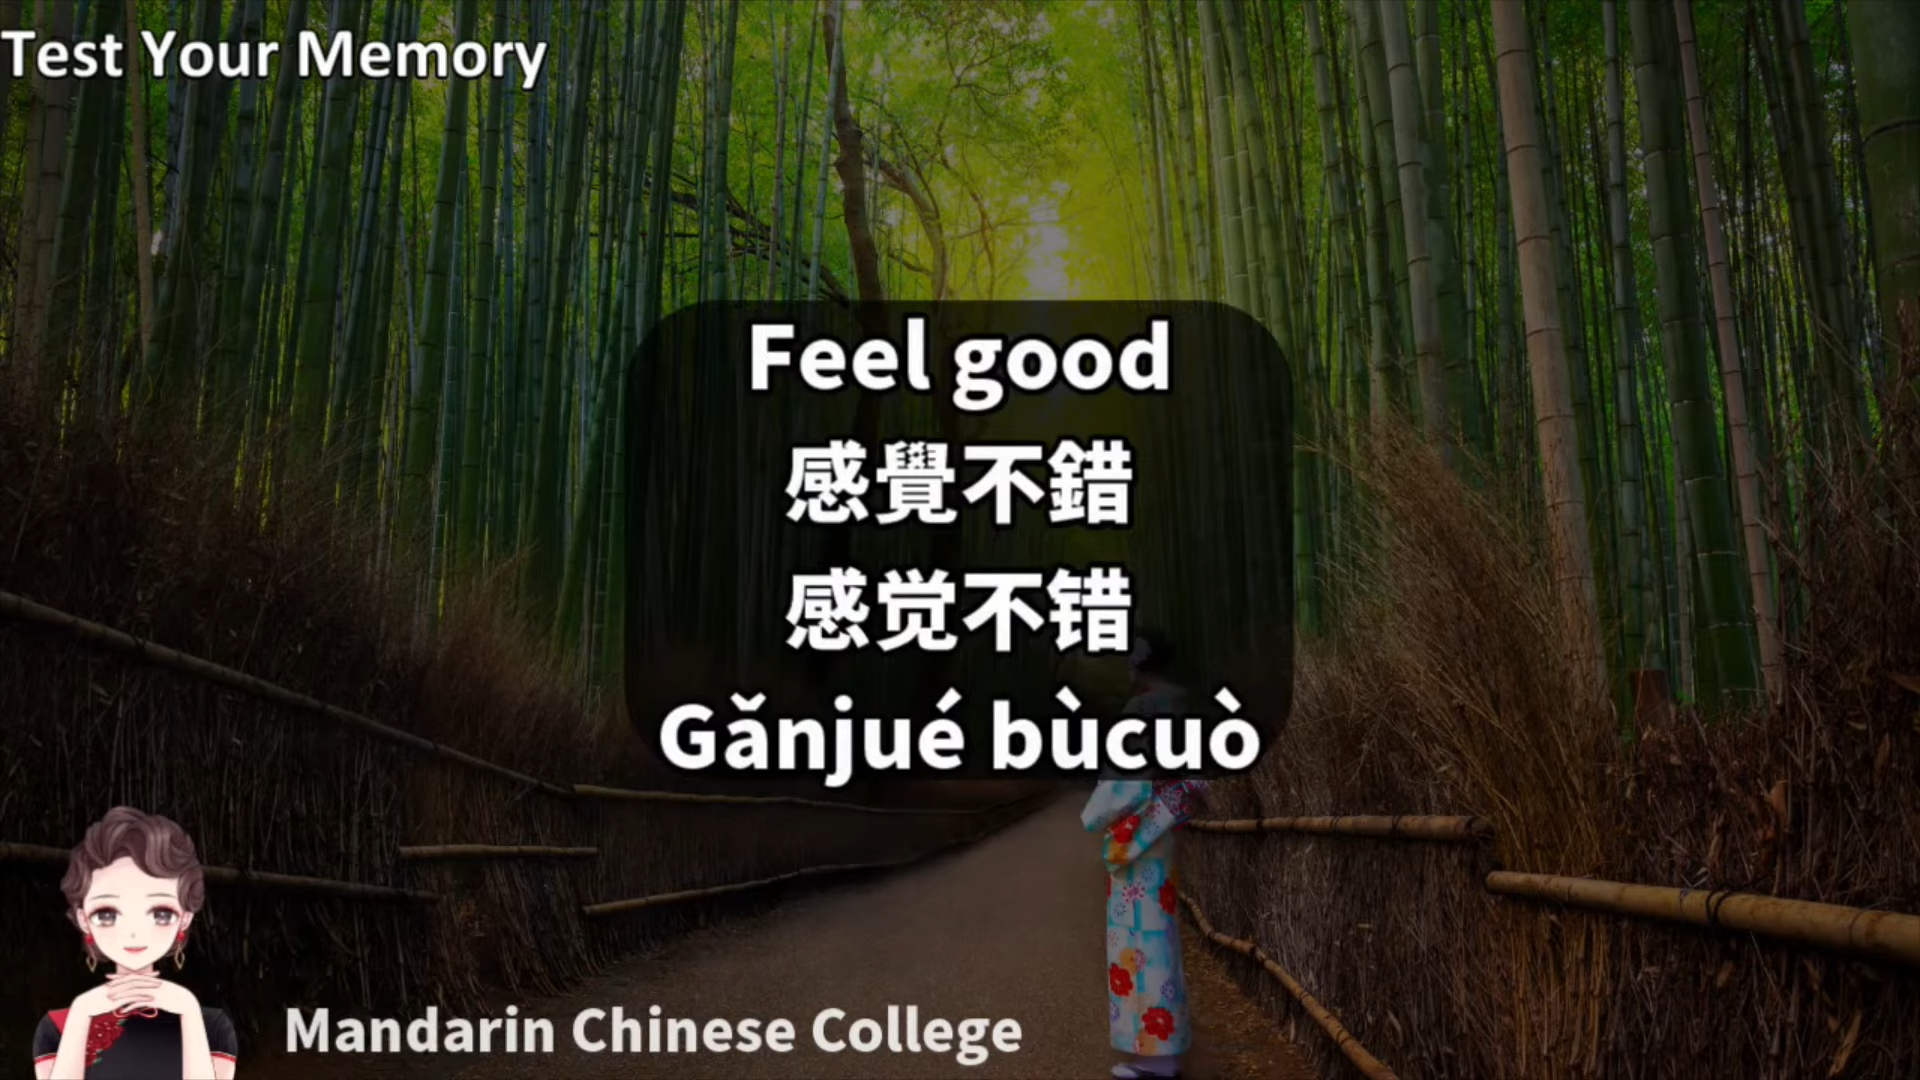 Test Your Memory
Feel good
感覺不錯
感觉不错
Gǎnjué bùcuò
Mandarin Chinese College